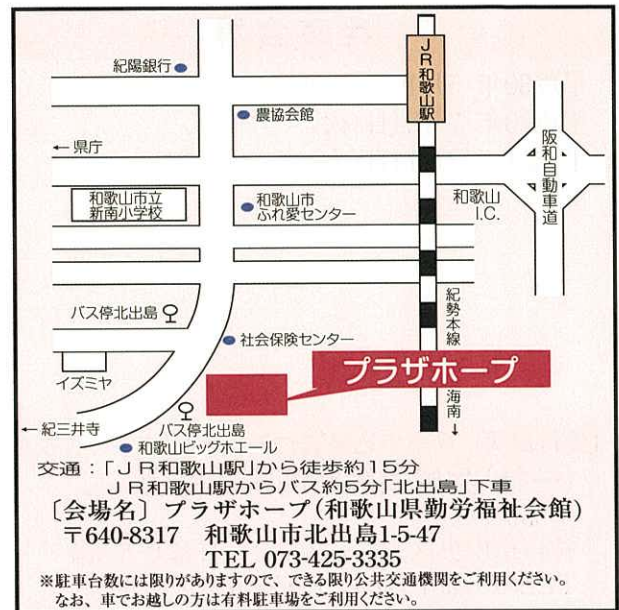 紀陽銀行
JR和歌山駅
農協会館
←県庁
阪和自動車道
和歌山市立
新南小学校
和歌山市
ふれ愛センター
和歌山
I.C.
紀勢本線
バス停北出島
社会保険センター
イズミヤ
プラザホープ
海南→
←紀三井寺
バス停北出島
和歌山ビッグホエール
交通：「JR和歌山駅」から徒歩約15分
JR和歌山駅からバス約5分「北出島」下車
〔会場名〕プラザホープ(和歌山県勤労福祉会館)
〒640-8317 和歌山市北出島1-5-47
TEL 073-425-3335
※駐車台数には限りがありますので、できる限り公共交通機関をご利用ください。
なお、車でお越しの方は有料駐車場をご利用ください。